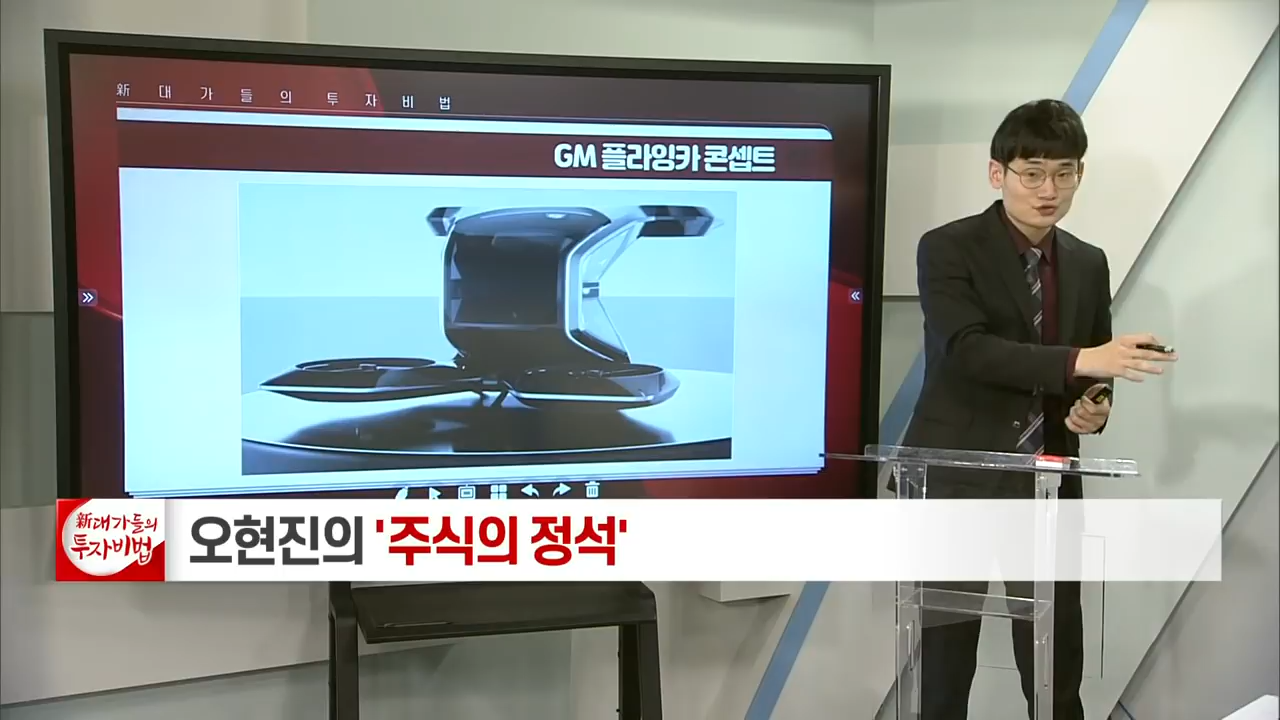 新 대 가 들 의 투 자 비 법
GM 플라잉카 콘셉트
新대가들의
투자비법
오현진의 '주식의 정석'